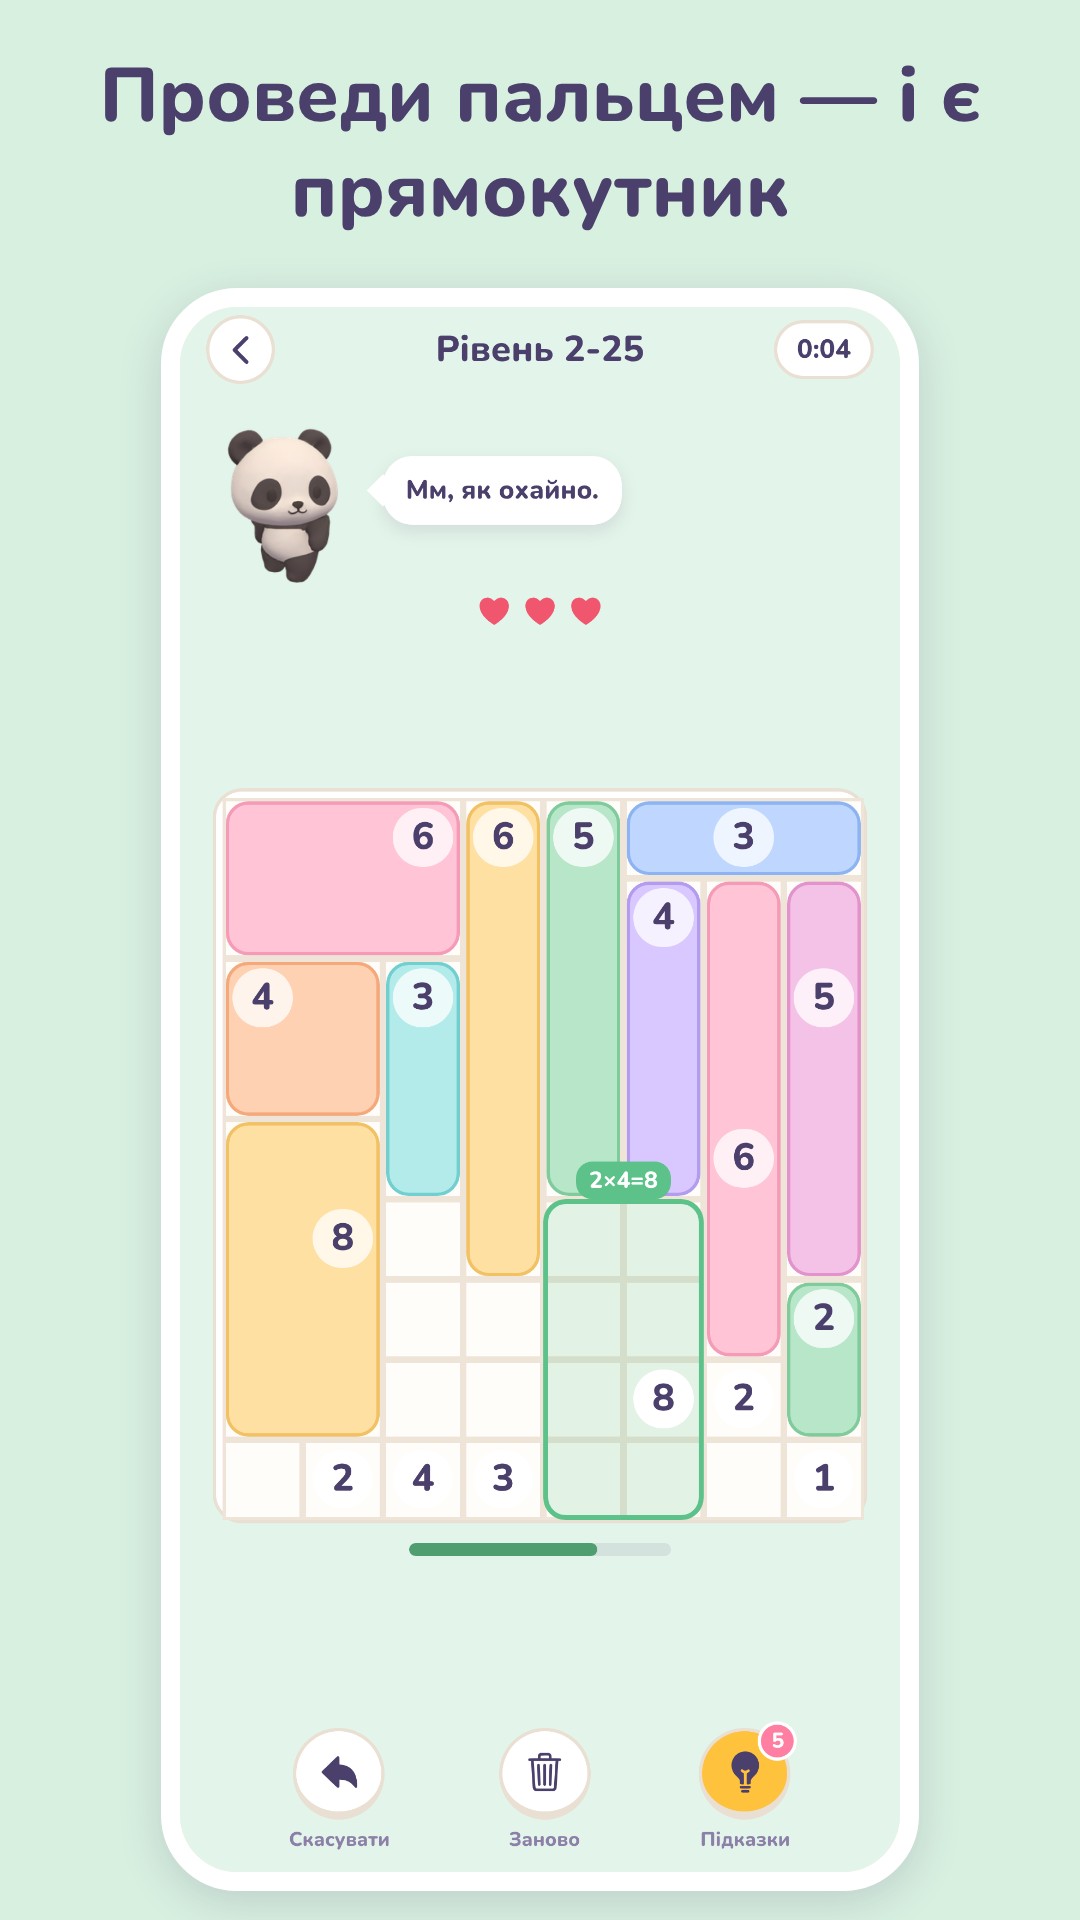 Проведи пальцем — і є
прямокутник
Рівень 2-25
0:04
Мм, як охайно.
6 6 5 3
4
4 3 5
6
2×4=8
8
2
8 2
2 4 3 1
5
Скасувати Заново Підказки